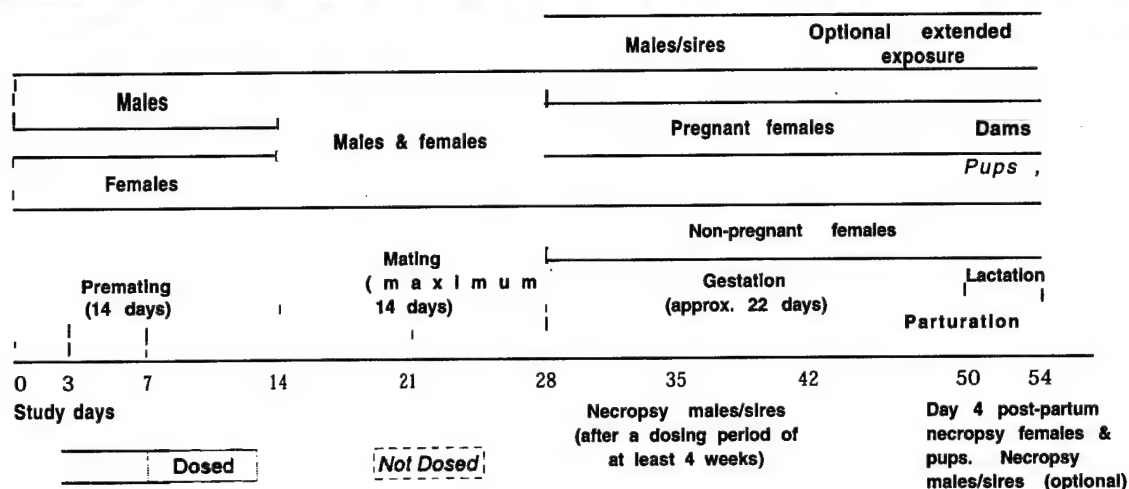 Males/sires
Optional extended
exposure
Males
Males & females
Pregnant females
Dams
Females
Pups ,
Non-pregnant females
Premating
(14 days)
Mating
(maximum
14 days)
Gestation
(approx. 22 days)
Lactation
Parturation
0 3 7 14 21 28 35 42 50 54
Study days
Necropsy males/sires
(after a dosing period of
at least 4 weeks)
Day 4 post-partum
necropsy females &
pups. Necropsy
males/sires (optional)
Dosed
Not Dosed